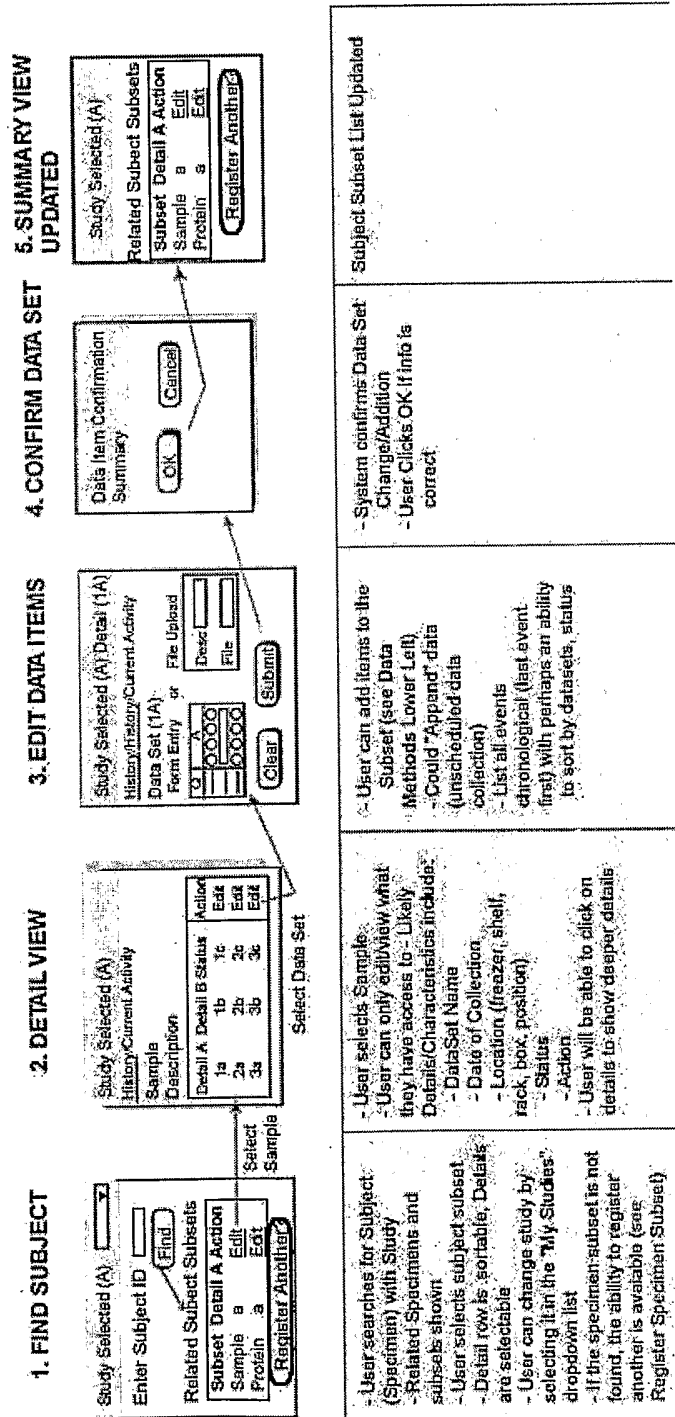 1. FIND SUBJECT
Study Selected (A)
Enter Subject ID
Find
Related Subect Subsets
Subset Detail A Action
Sample a Edit
Protein a Edit
Register Another
Select
Sample
- User searches for Subject
(Specimen) with Study
- Related Specimens and
subsets shown
- User selects subject subset
- Detail row is sortable, Details
are selectable
- User can change study by
selecting it in the "My Studies"
dropdown list
- If the specimen subset is not
found, the ability to register
another is available (see
Register Specimen Subset)
2. DETAIL VIEW
Study Selected (A)
History/Current Activity
Sample
Description
Detail A Detail B Status Action
1a 1b 1c Edit
2a 2b 2c Edit
3a 3b 3c Edit
Select Data Set
- User selects Sample
- User can only edit/view what
they have access to - Likely
Details/Characteristics include:
- DataSet Name
- Date of Collection
- Location (freezer, shelf,
rack, box, position)
- Status
- Action
- User will be able to click on
details to show deeper details
3. EDIT DATA ITEMS
Study Selected (A) Detail (1A)
History/History/Current Activity
Data Set (1A)
Form Entry or File Upload
Q A
Desc
File
Clear
Submit
- User can add items to the
Subset (see Data
Methods Lower Left)
- Could "Append" data
(unscheduled data
collection)
- List all events
chronological (last event
first) with perhaps an ability
to sort by datasets, status
4. CONFIRM DATA SET
Data Item Confirmation
Summary
OK
Cancel
- System confirms Data Set
Change/Addition
- User Clicks OK if info is
correct
5. SUMMARY VIEW
UPDATED
Study Selected (A)
Related Subect Subsets
Subset Detail A Action
Sample a Edit
Protein a Edit
Register Another
Subject Subset List Updated